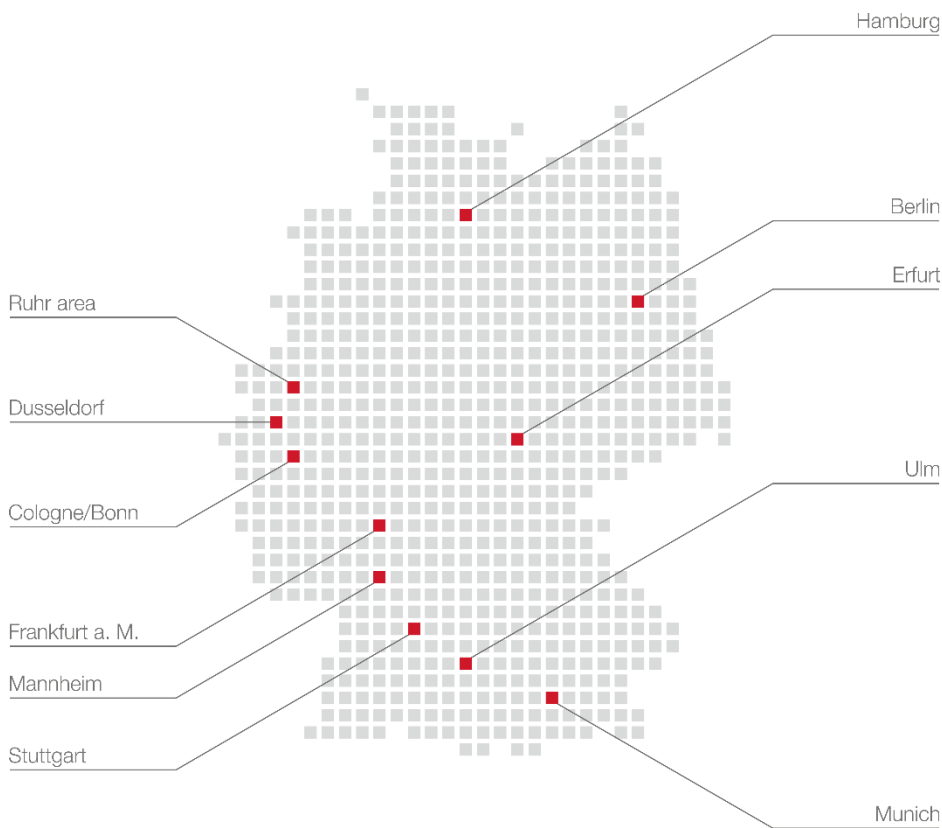 Hamburg
Berlin
Erfurt
Ruhr area
Dusseldorf
Ulm
Cologne/Bonn
Frankfurt a. M.
Mannheim
Stuttgart
Munich